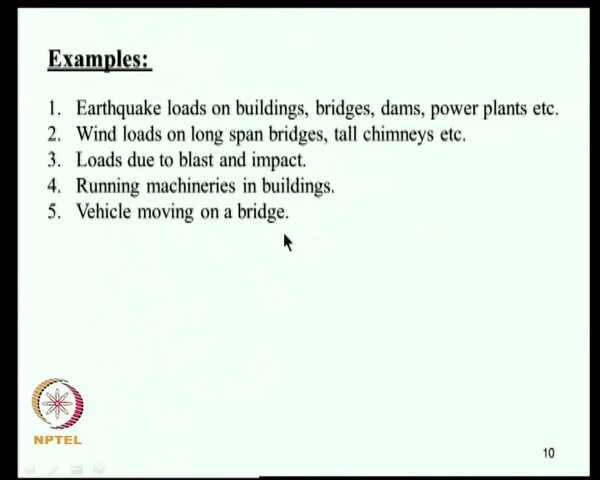 Examples:
1. Earthquake loads on buildings, bridges, dams, power plants etc.
2. Wind loads on long span bridges, tall chimneys etc.
3. Loads due to blast and impact.
4. Running machineries in buildings.
5. Vehicle moving on a bridge.
NPTEL
10